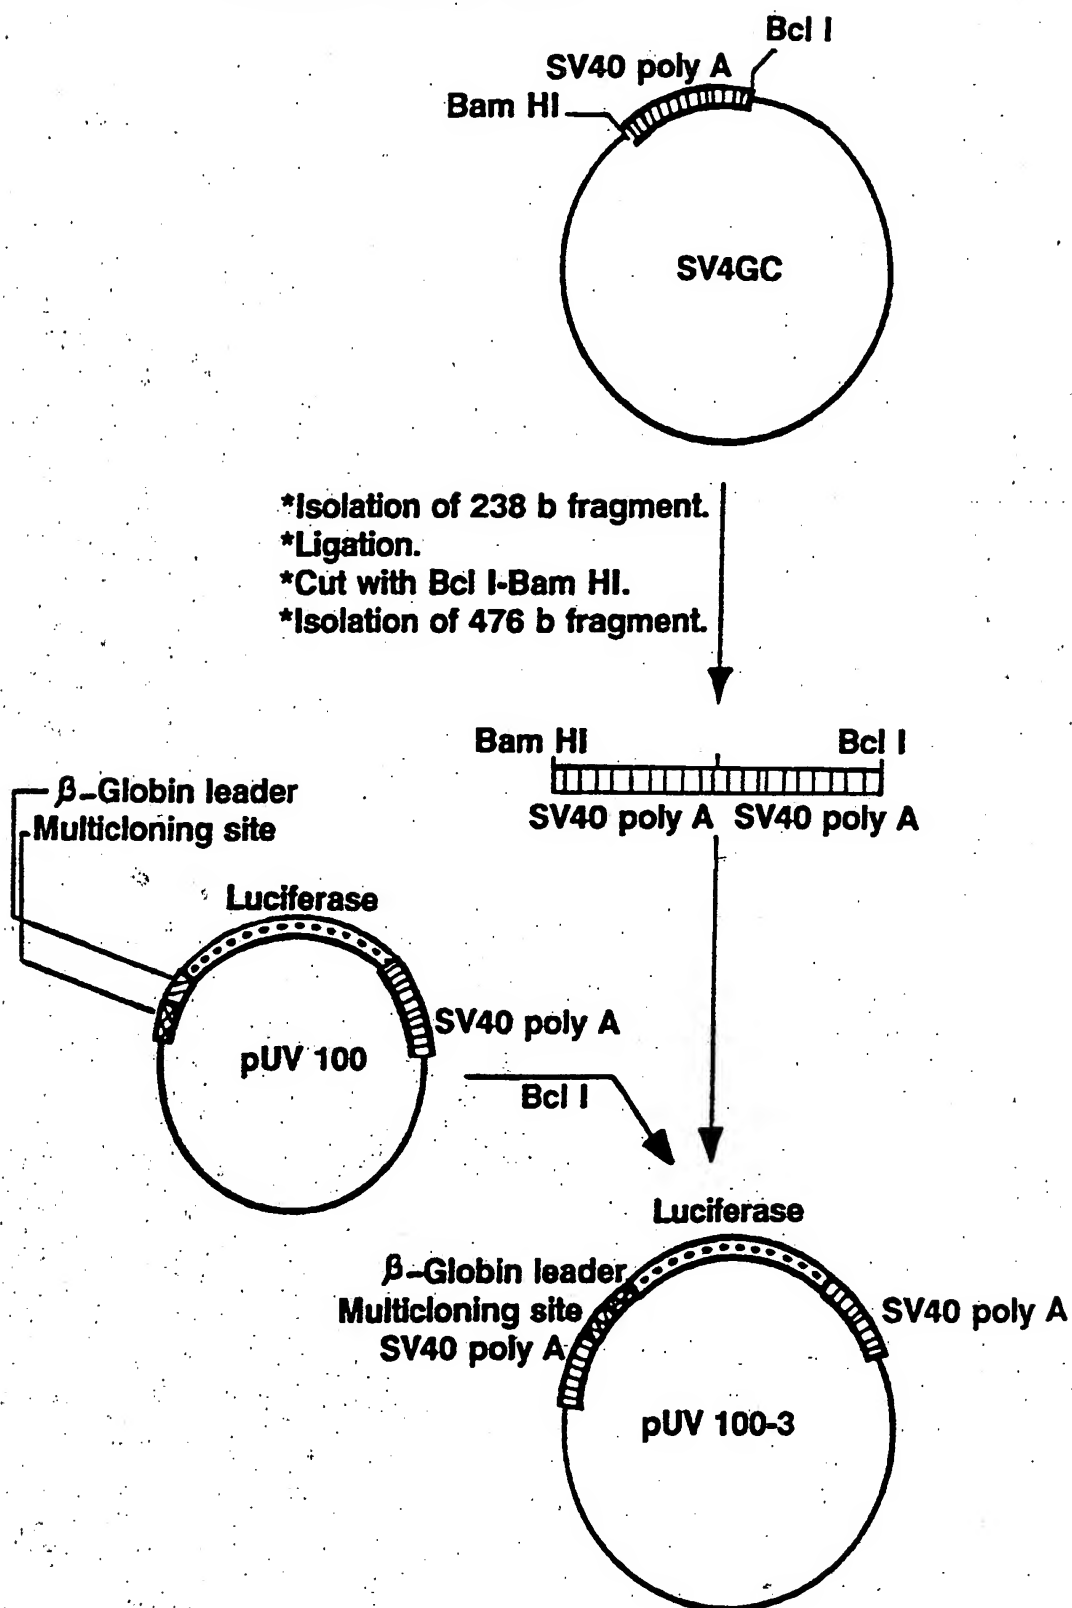 Bcl I
SV40 poly A
Bam HI
SV4GC
*Isolation of 238 b fragment.
*Ligation.
*Cut with Bcl I-Bam HI.
*Isolation of 476 b fragment.
Bam HI
Bcl I
SV40 poly A SV40 poly A
β-Globin leader
Multicloning site
Luciferase
SV40 poly A
pUV 100
Bcl I
Luciferase
β-Globin leader
Multicloning site
SV40 poly A
SV40 poly A
pUV 100-3